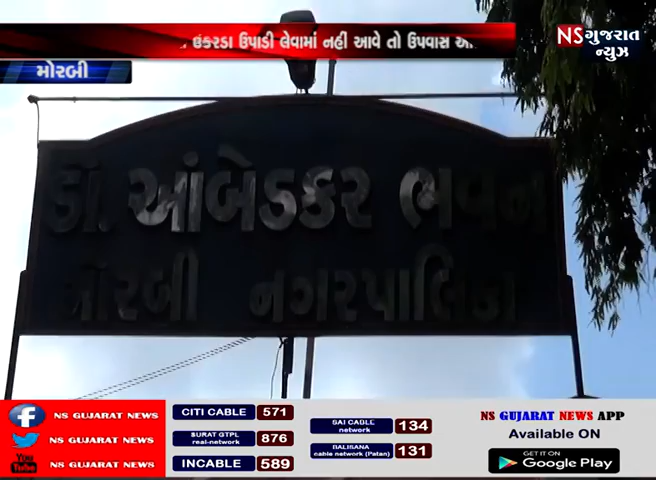 ઉકરડા ઉપાડી લેવામાં નહી આવે તો ઉપવાસ
NSગુજરાત
ન્યુઝ
મોરબી
ડૉ. આંબેડકર ભવન
મોરબી નગરપાલિકા
NS GUJARAT NEWS
NS GUJARAT NEWS
You Tube NS GUJARAT NEWS
CITI CABLE 571
SURAT GTPL real-network 876
INCABLE 589
SAI CABLE network 134
BALISANA cable network (Patan) 131
NS GUJARAT NEWS APP
Available ON
GET IT ON
Google Play